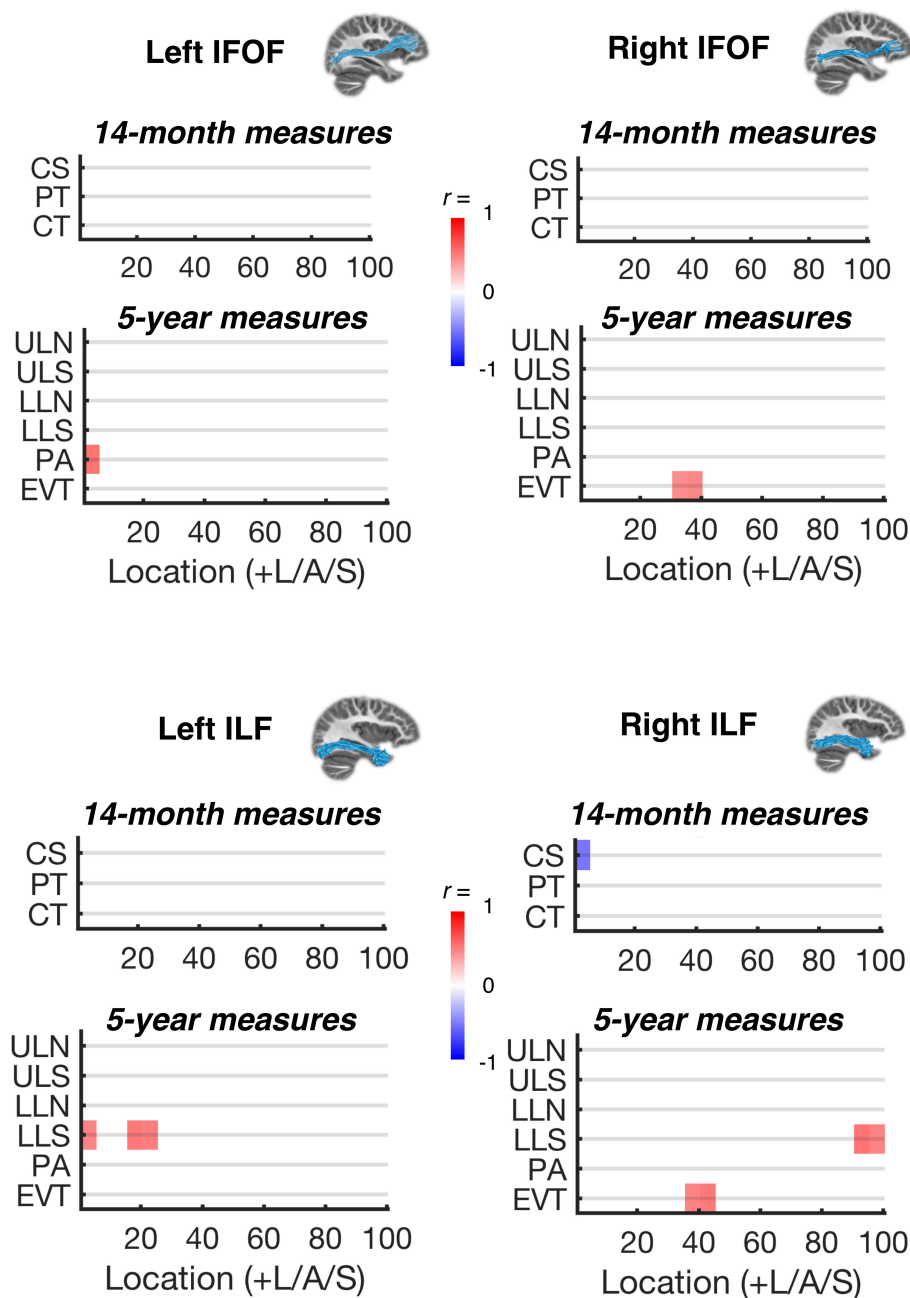 Left IFOF
14-month measures
CS
PT
CT
20 40 60 80 100
5-year measures
ULN
ULS
LLN
LLS
PA
EVT
20 40 60 80 100
Location (+L/A/S)
r =
1
0
-1
Right IFOF
14-month measures
CS
PT
CT
20 40 60 80 100
5-year measures
ULN
ULS
LLN
LLS
PA
EVT
20 40 60 80 100
Location (+L/A/S)
Left ILF
14-month measures
CS
PT
CT
20 40 60 80 100
5-year measures
ULN
ULS
LLN
LLS
PA
EVT
20 40 60 80 100
Location (+L/A/S)
r =
1
0
-1
Right ILF
14-month measures
CS
PT
CT
20 40 60 80 100
5-year measures
ULN
ULS
LLN
LLS
PA
EVT
20 40 60 80 100
Location (+L/A/S)